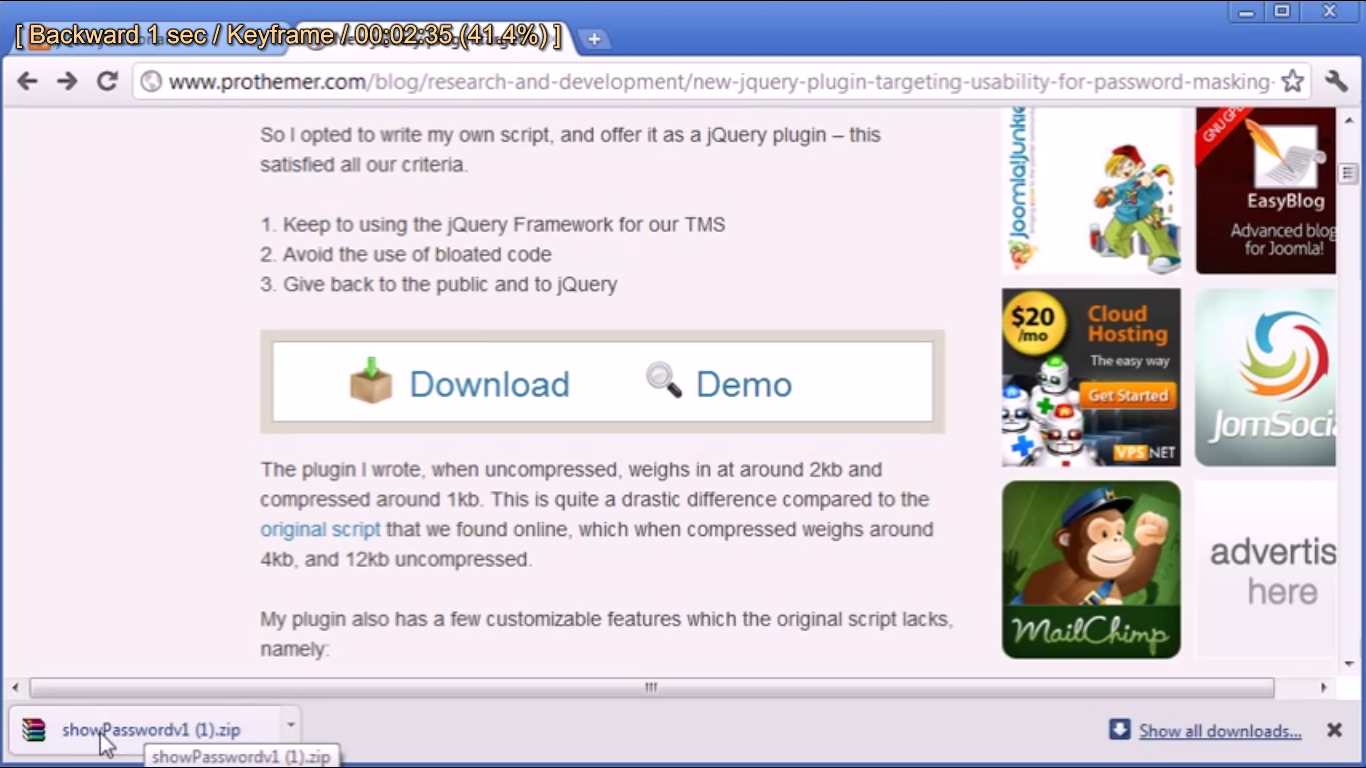 [ Backward 1 sec / Keyframe / 00:02:35 (41.4%) ]
www.prothemer.com/blog/research-and-development/new-jquery-plugin-targeting-usability-for-password-masking-
So I opted to write my own script, and offer it as a jQuery plugin – this
satisfied all our criteria.
1. Keep to using the jQuery Framework for our TMS
2. Avoid the use of bloated code
3. Give back to the public and to jQuery
Download Demo
The plugin I wrote, when uncompressed, weighs in at around 2kb and
compressed around 1kb. This is quite a drastic difference compared to the
original script that we found online, which when compressed weighs around
4kb, and 12kb uncompressed.
My plugin also has a few customizable features which the original script lacks,
namely:
Joomla!Junkie
GNU GPL
EasyBlog
Advanced blog
for Joomla!
$20
/mo
Cloud
Hosting
The easy way
Get Started
VPS NET
JomSocia
MailChimp
advertis
here
showPasswordv1 (1).zip
showPasswordv1 (1).zip
Show all downloads...